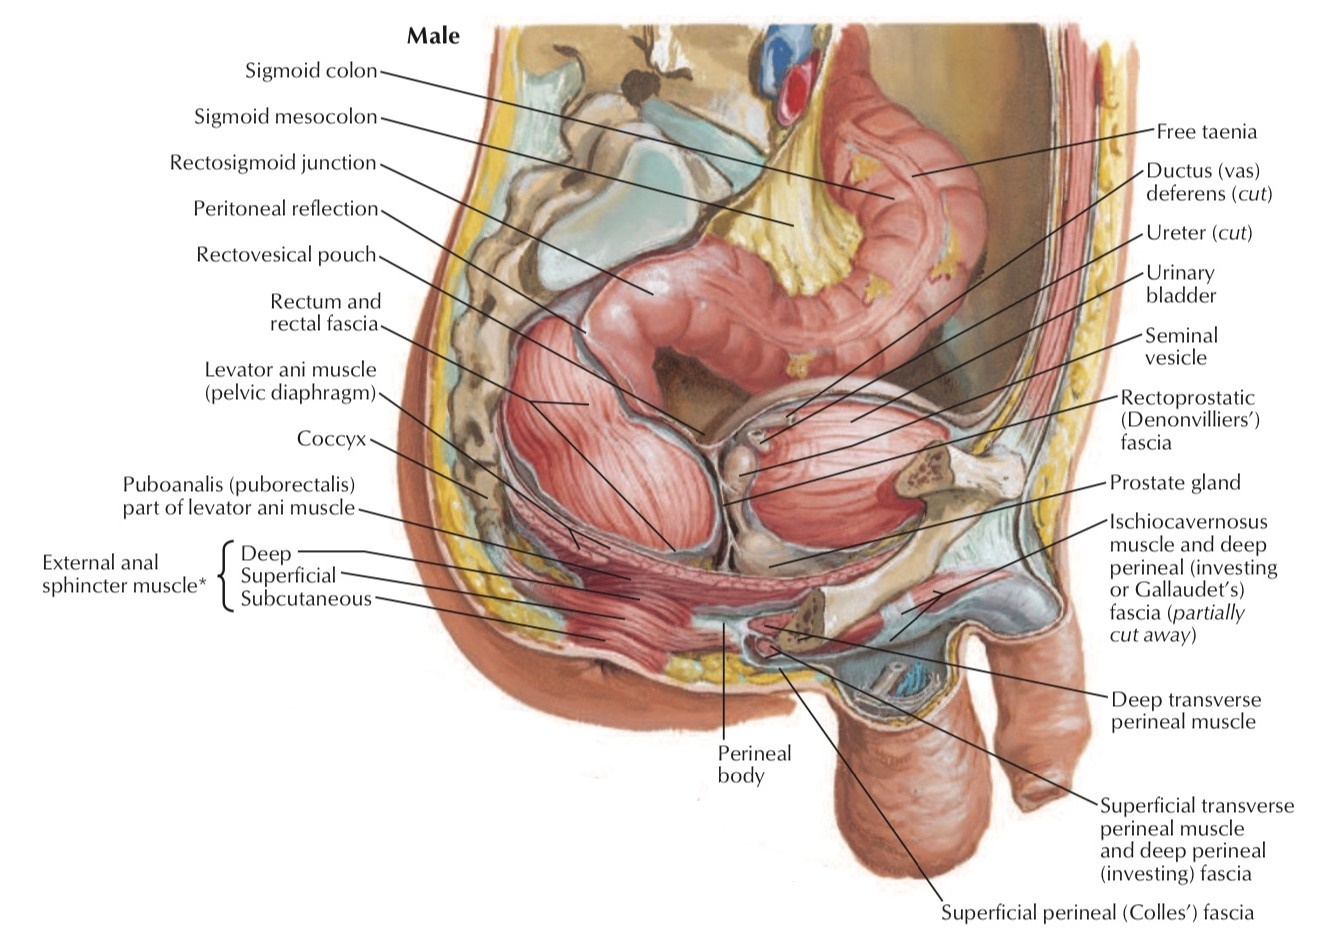 Male
Sigmoid colon
Sigmoid mesocolon
Rectosigmoid junction
Peritoneal reflection
Rectovesical pouch
Rectum and
rectal fascia
Levator ani muscle
(pelvic diaphragm)
Coccyx
Puboanalis (puborectalis)
part of levator ani muscle
External anal
sphincter muscle*
Deep
Superficial
Subcutaneous
Free taenia
Ductus (vas)
deferens (cut)
Ureter (cut)
Urinary
bladder
Seminal
vesicle
Rectoprostatic
(Denonvilliers’)
fascia
Prostate gland
Ischiocavernosus
muscle and deep
perineal (investing
or Gallaudet’s)
fascia (partially
cut away)
Deep transverse
perineal muscle
Perineal
body
Superficial transverse
perineal muscle
and deep perineal
(investing) fascia
Superficial perineal (Colles’) fascia